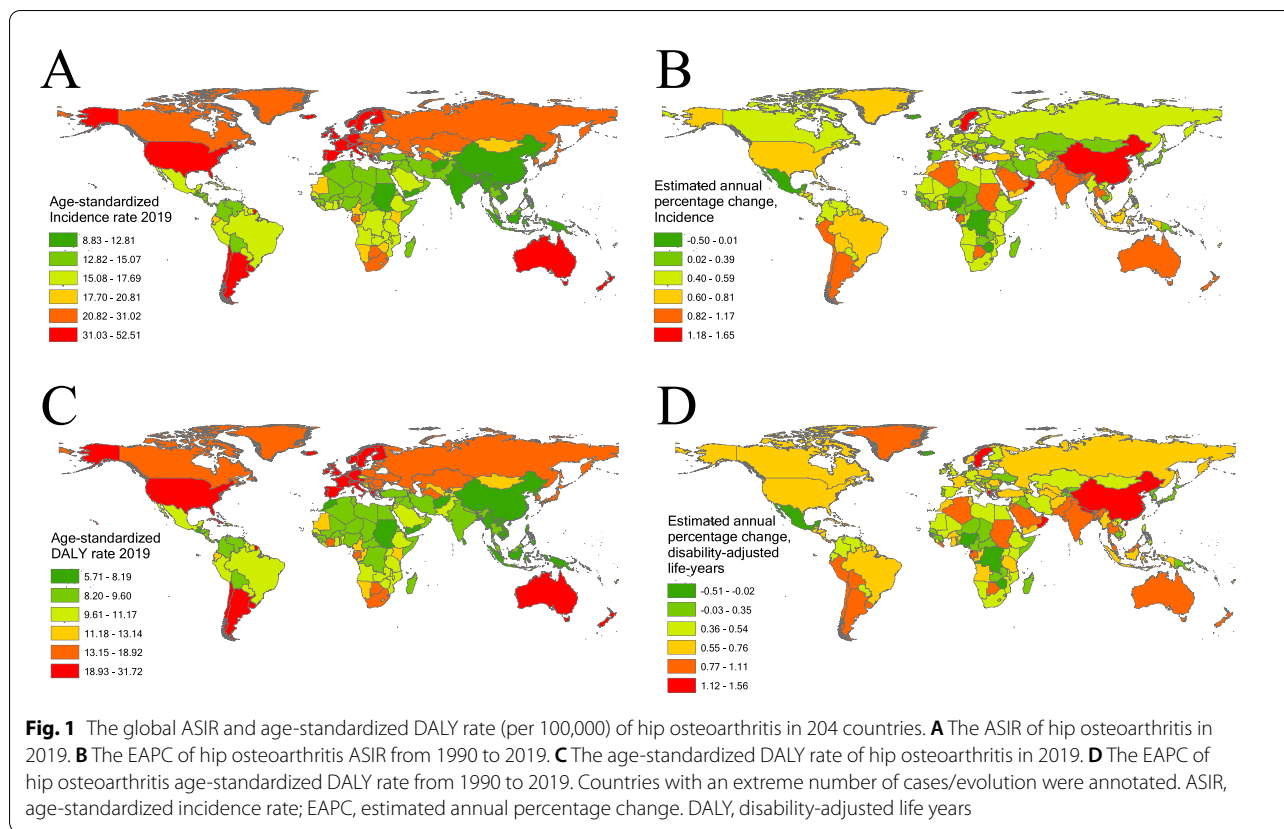 A
Age-standardized
Incidence rate 2019
8.83 - 12.81
12.82 - 15.07
15.08 - 17.69
17.70 - 20.81
20.82 - 31.02
31.03 - 52.51
B
Estimated annual
percentage change,
Incidence
-0.50 - 0.01
0.02 - 0.39
0.40 - 0.59
0.60 - 0.81
0.82 - 1.17
1.18 - 1.65
C
Age-standardized
DALY rate 2019
5.71 - 8.19
8.20 - 9.60
9.61 - 11.17
11.18 - 13.14
13.15 - 18.92
18.93 - 31.72
D
Estimated annual
percentage change,
disability-adjusted
life-years
-0.51 - -0.02
-0.03 - 0.35
0.36 - 0.54
0.55 - 0.76
0.77 - 1.11
1.12 - 1.56
Fig. 1 The global ASIR and age-standardized DALY rate (per 100,000) of hip osteoarthritis in 204 countries. A The ASIR of hip osteoarthritis in
2019. B The EAPC of hip osteoarthritis ASIR from 1990 to 2019. C The age-standardized DALY rate of hip osteoarthritis in 2019. D The EAPC of
hip osteoarthritis age-standardized DALY rate from 1990 to 2019. Countries with an extreme number of cases/evolution were annotated. ASIR,
age-standardized incidence rate; EAPC, estimated annual percentage change. DALY, disability-adjusted life years